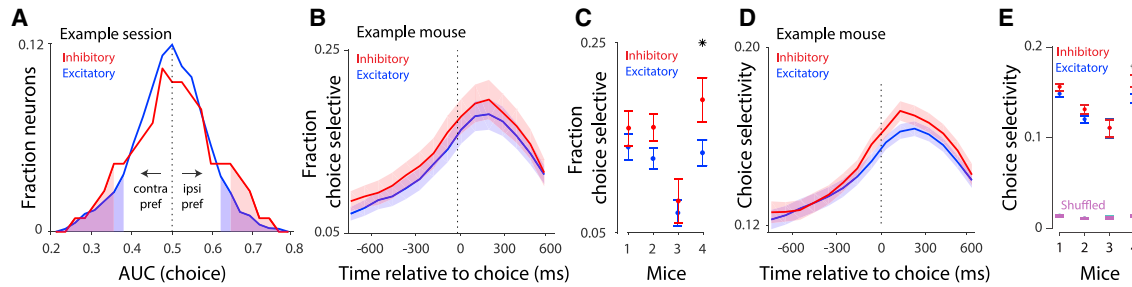 A
Example session
0.12
Inhibitory
Excitatory
Fraction neurons
contra
pref
ipsi
pref
0
0.2 0.3 0.4 0.5 0.6 0.7 0.8
AUC (choice)
B
Example mouse
0.25
Inhibitory
Excitatory
Fraction
choice selective
0.05
-600 -300 0 300 600
Time relative to choice (ms)
C
*
0.25
Inhibitory
Excitatory
Fraction
choice selective
0.05
1 2 3 4
Mice
D
Example mouse
0.20
Inhibitory
Excitatory
Choice selectivity
0.12
-600 -300 0 300 600
Time relative to choice (ms)
E
0.2
Inhibitory
Excitatory
Choice selectivity
0.1
Shuffled
0
1 2 3
Mice